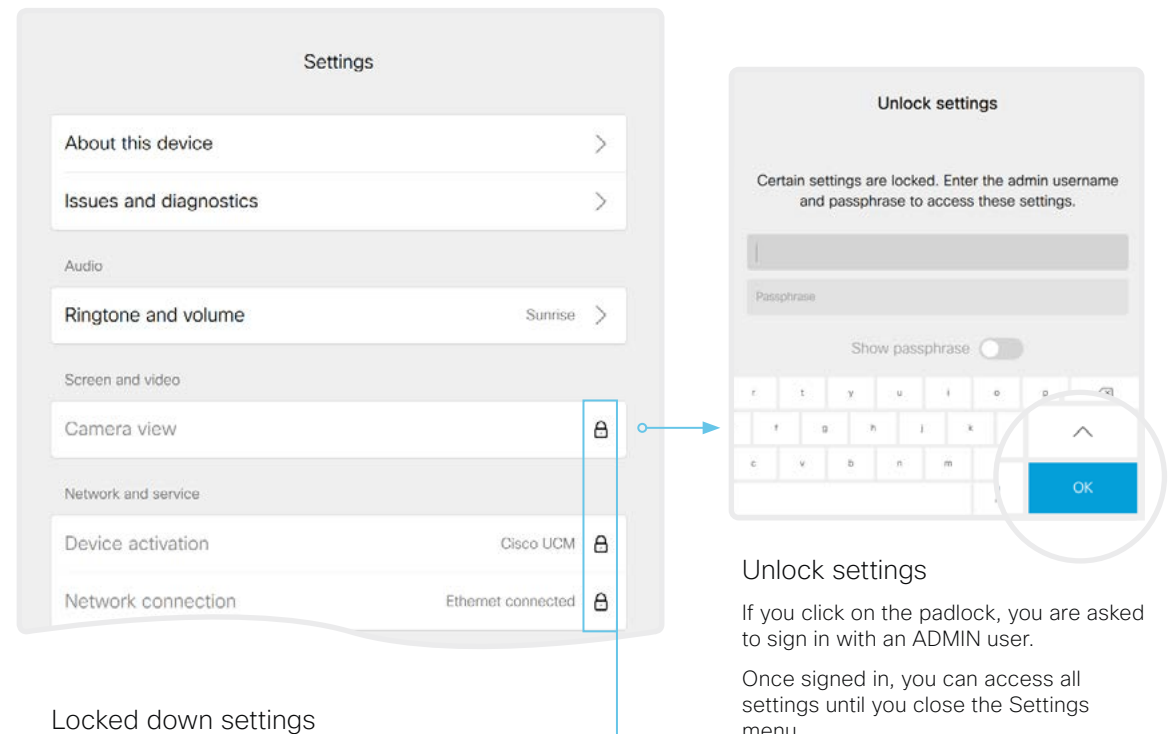 Settings
About this device
Issues and diagnostics
Audio
Ringtone and volume Sunrise
Screen and video
Camera view
Network and service
Device activation Cisco UCM
Network connection Ethernet connected
Locked down settings
Unlock settings
Certain settings are locked. Enter the admin username
and passphrase to access these settings.
Passphrase
Show passphrase
r t y u i o p
f g h j k
c v b n m
OK
Unlock settings
If you click on the padlock, you are asked
to sign in with an ADMIN user.
Once signed in, you can access all
settings until you close the Settings
menu